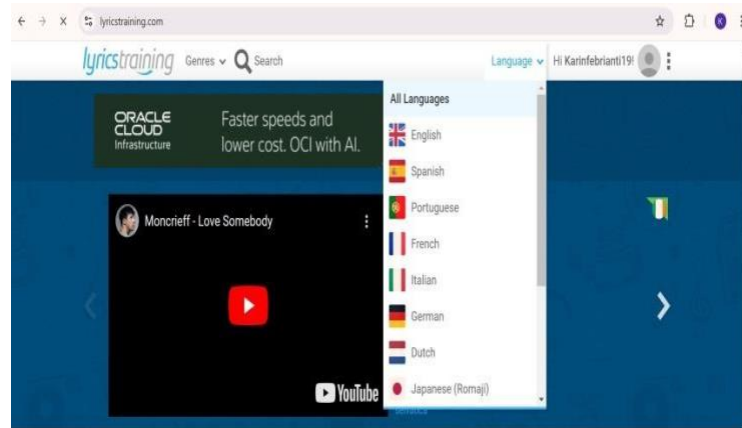 lyricstraining.com
K
lyricstraining Genres Search Language Hi Karinfebrianti19!
All Languages
English
Spanish
Portuguese
French
Italian
German
Dutch
Japanese (Romaji)
ORACLE
CLOUD
Infrastructure
Faster speeds and
lower cost. OCI with AI.
Moncrieff - Love Somebody
YouTube